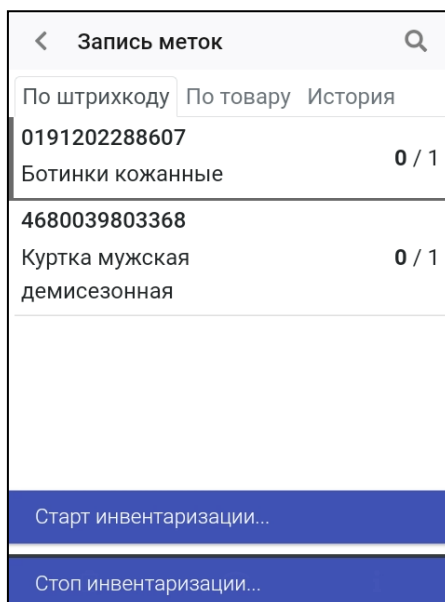 Запись меток
По штрихкоду По товару История
0191202288607
Ботинки кожанные
0 / 1
4680039803368
Куртка мужская
демисезонная
0 / 1
Старт инвентаризации...
Стоп инвентаризации...